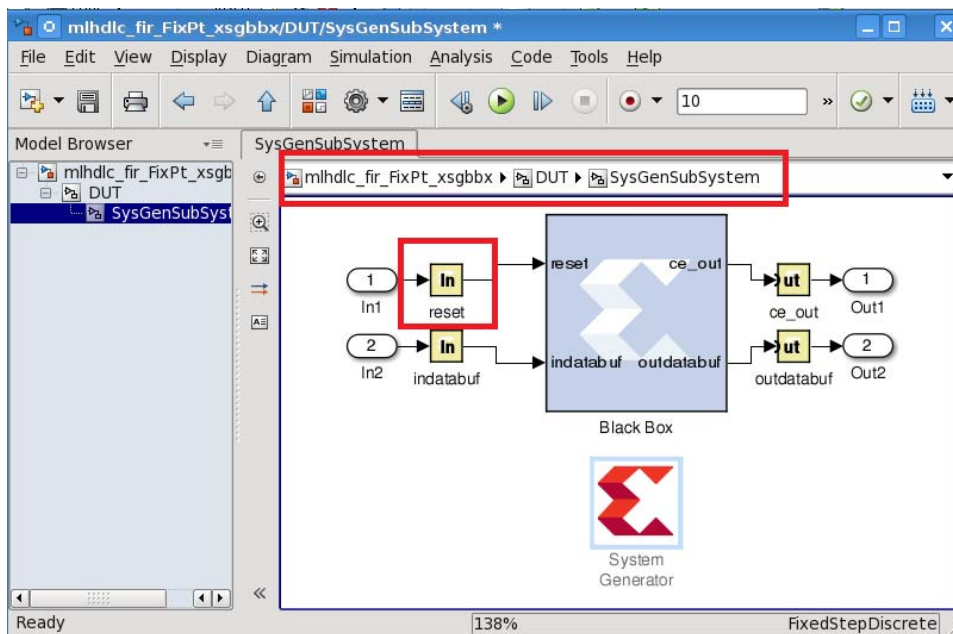 mlhdlc_fir_FixPt_xsgbbx/DUT/SysGenSubSystem *
File Edit View Display Diagram Simulation Analysis Code Tools Help
10 »
Model Browser
SysGenSubSystem
mlhdlc_fir_FixPt_xsgbbx DUT SysGenSubSystem
mlhdlc_fir_FixPt_xsgb
DUT
SysGenSubSyst
1 In reset ce_out ut 1
In1 reset ce_out Out1
2 In indatabuf outdatabuf ut 2
In2 indatabuf outdatabuf Out2
Black Box
System
Generator
Ready 138% FixedStepDiscrete